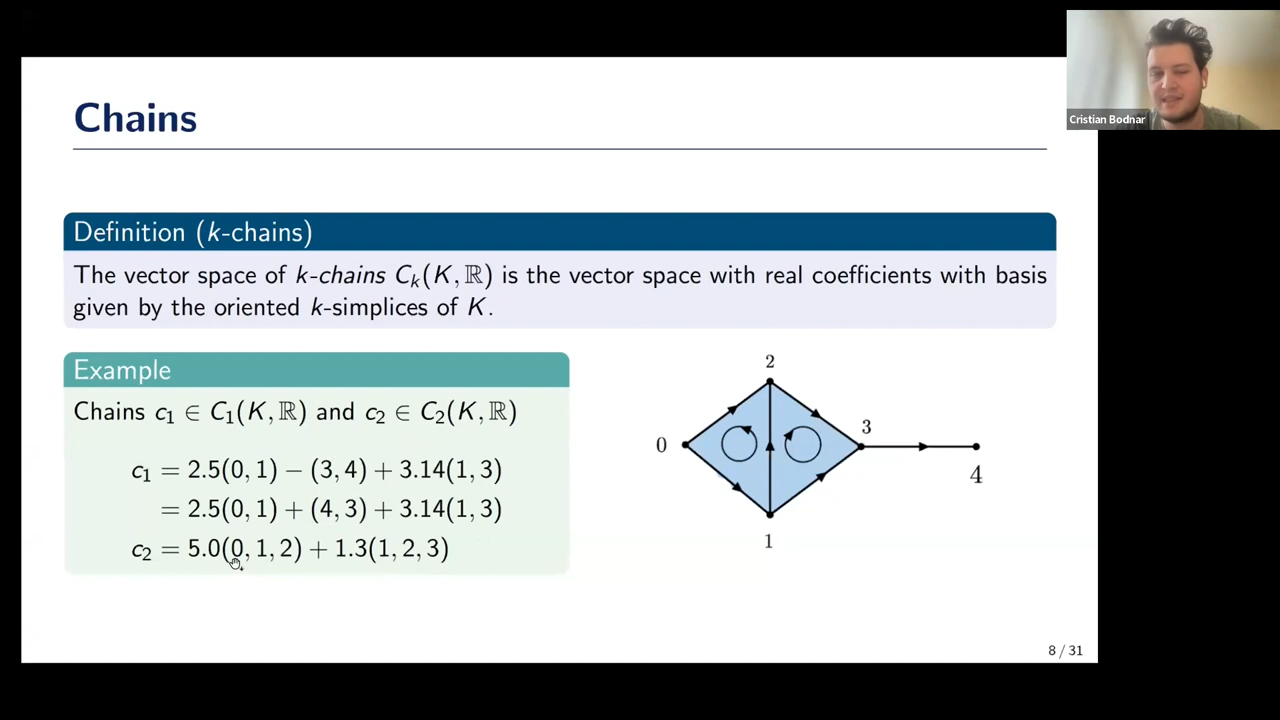 Chains
Cristian Bodnar
Definition (k-chains)
The vector space of k-chains Cₖ(K, ℝ) is the vector space with real coefficients with basis
given by the oriented k-simplices of K.
Example
Chains c₁ ∈ C₁(K, ℝ) and c₂ ∈ C₂(K, ℝ)
c₁ = 2.5(0, 1) − (3, 4) + 3.14(1, 3)
= 2.5(0, 1) + (4, 3) + 3.14(1, 3)
c₂ = 5.0(0, 1, 2) + 1.3(1, 2, 3)
2
0
3
4
1
8 / 31